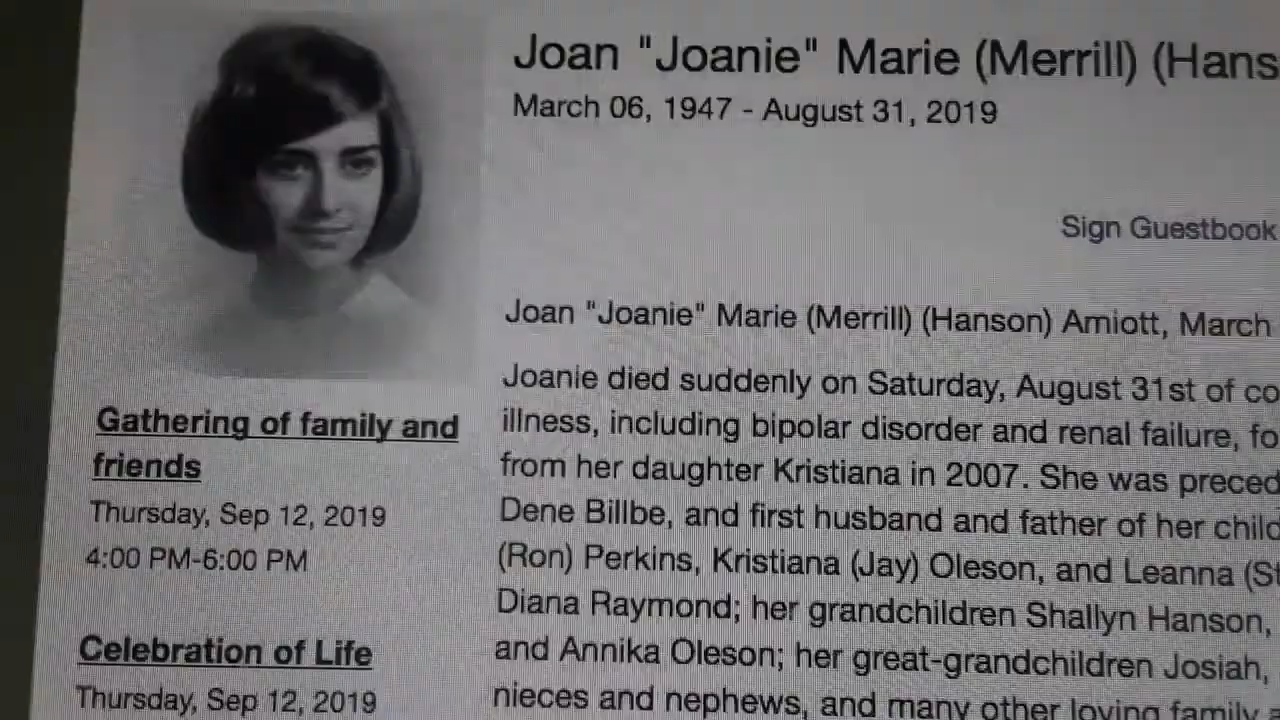 Joan "Joanie" Marie (Merrill) (Hans
March 06, 1947 - August 31, 2019
Sign Guestbook
Joan "Joanie" Marie (Merrill) (Hanson) Amiott, March
Joanie died suddenly on Saturday, August 31st of co
illness, including bipolar disorder and renal failure, fo
from her daughter Kristiana in 2007. She was preced
Dene Billbe, and first husband and father of her child
(Ron) Perkins, Kristiana (Jay) Oleson, and Leanna (St
Diana Raymond; her grandchildren Shallyn Hanson,
and Annika Oleson; her great-grandchildren Josiah,
nieces and nephews, and many other loving family
Gathering of family and
friends
Thursday, Sep 12, 2019
4:00 PM-6:00 PM
Celebration of Life
Thursday, Sep 12, 2019